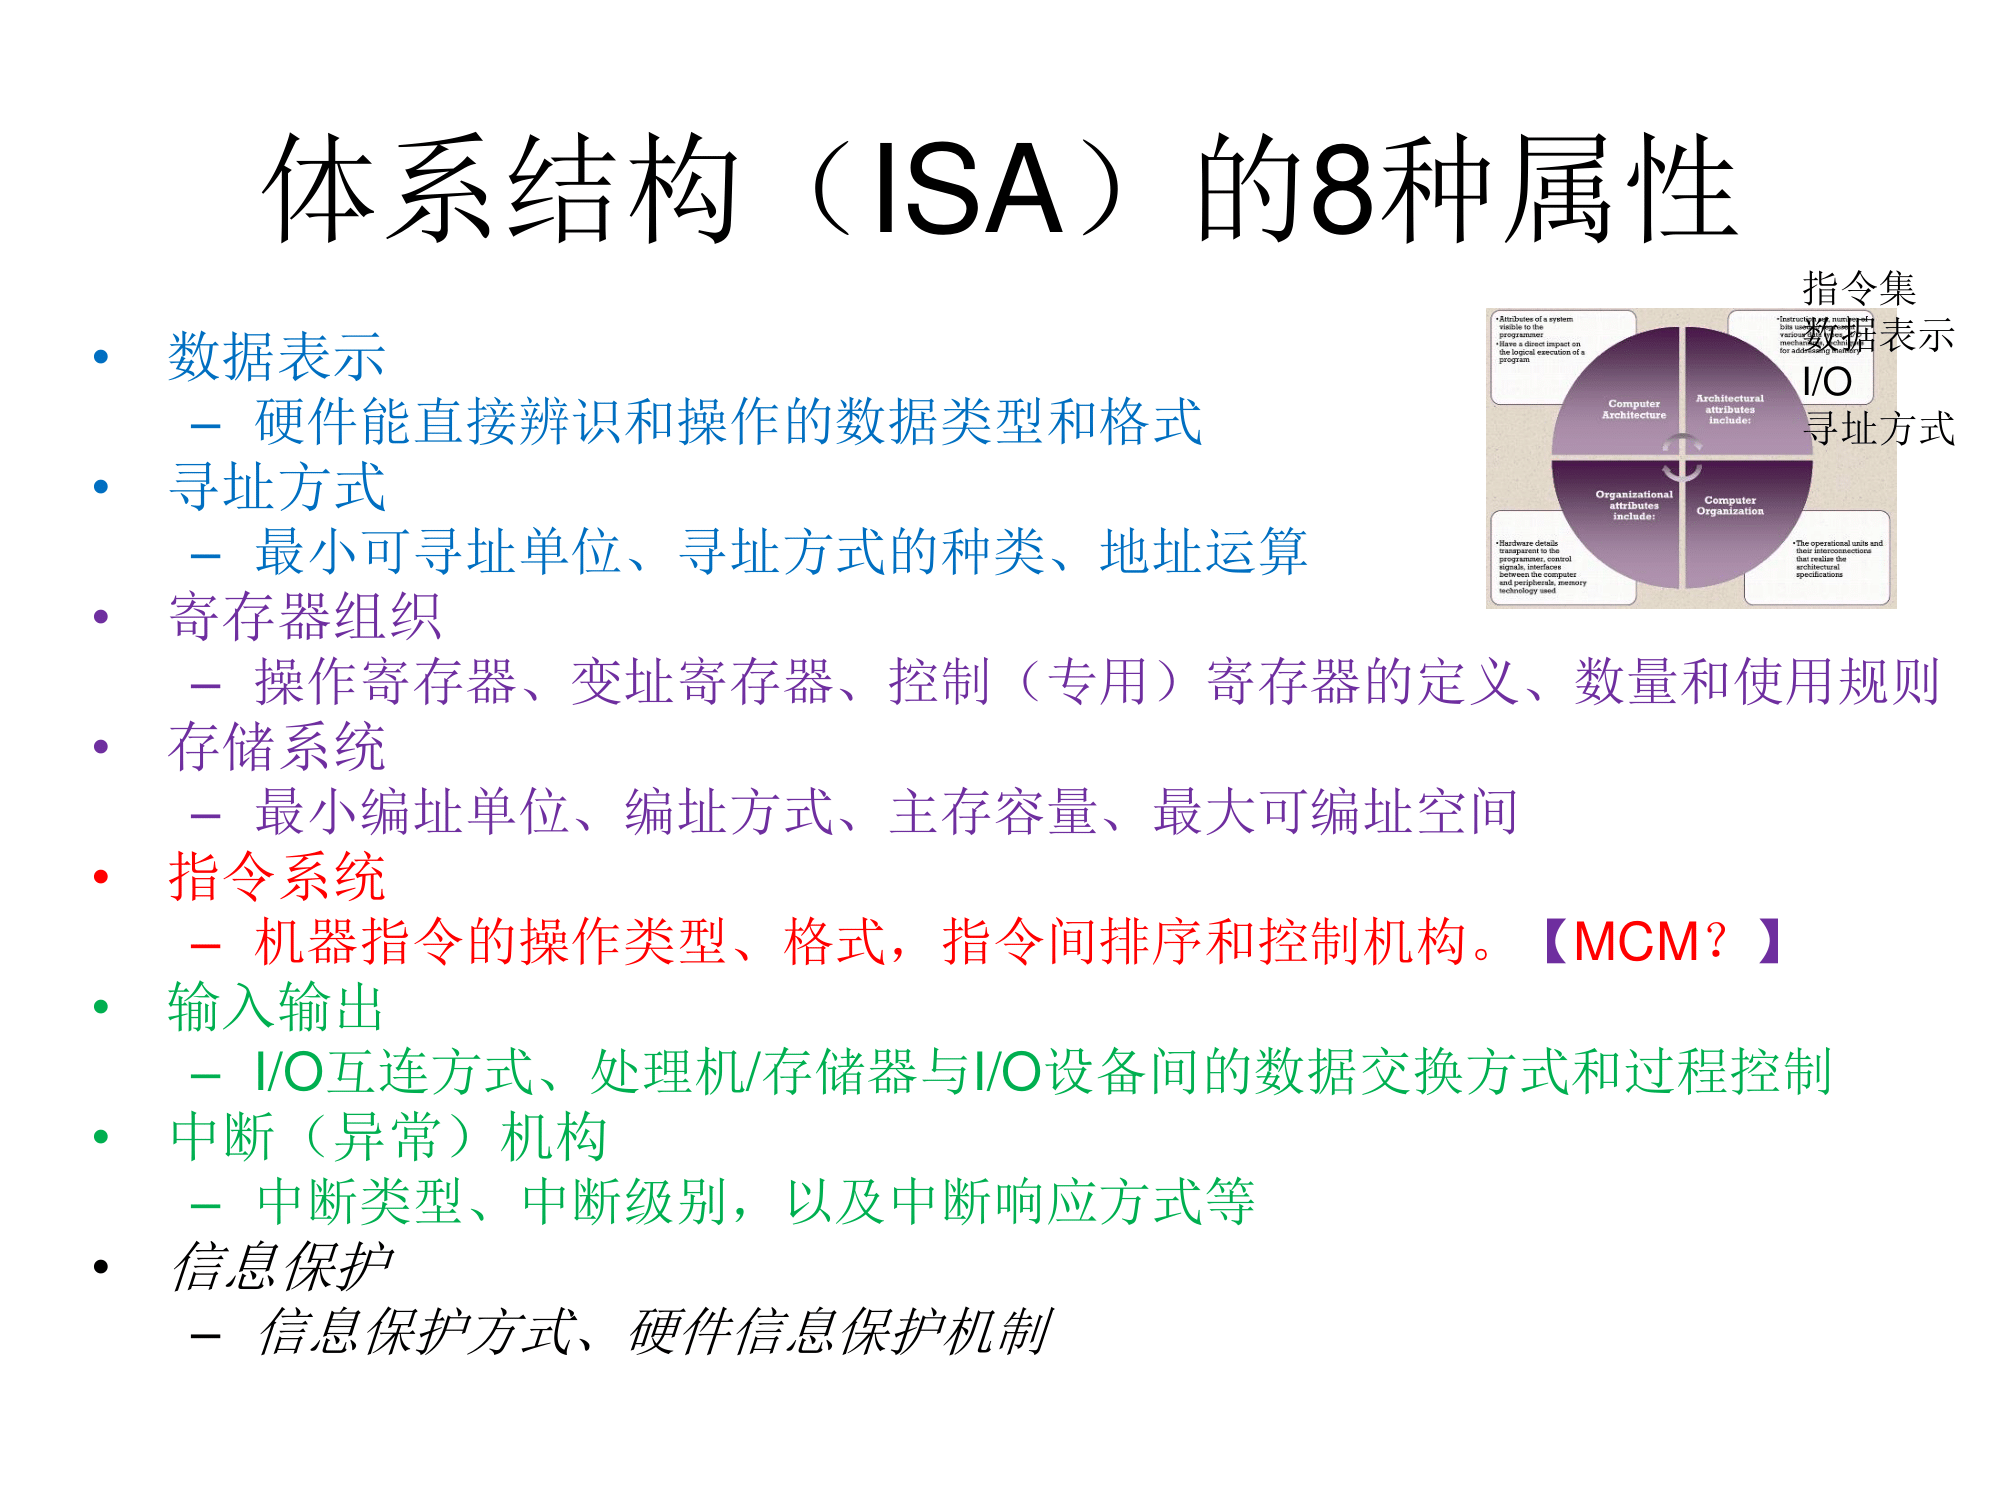 体系结构（ISA）的8种属性
• 数据表示
– 硬件能直接辨识和操作的数据类型和格式
• 寻址方式
– 最小可寻址单位、寻址方式的种类、地址运算
• 寄存器组织
– 操作寄存器、变址寄存器、控制（专用）寄存器的定义、数量和使用规则
• 存储系统
– 最小编址单位、编址方式、主存容量、最大可编址空间
• 指令系统
– 机器指令的操作类型、格式，指令间排序和控制机构。【MCM？】
• 输入输出
– I/O互连方式、处理机/存储器与I/O设备间的数据交换方式和过程控制
• 中断（异常）机构
– 中断类型、中断级别，以及中断响应方式等
• 信息保护
– 信息保护方式、硬件信息保护机制
指令集
数据表示
I/O
寻址方式
•Attributes of a system
visible to the
programmer
•Have a direct impact on
the logical execution of a
program
•Instruction set, number of
bits used
various
for addressing memory
Computer
Architecture
Architectural
attributes
include:
Organizational
attributes
include:
Computer
Organization
•Hardware details
transparent to the
programmer, control
signals, interfaces
between the computer
and peripherals, memory
technology used
•The operational units and
their interconnections
that realize the
architectural
specifications